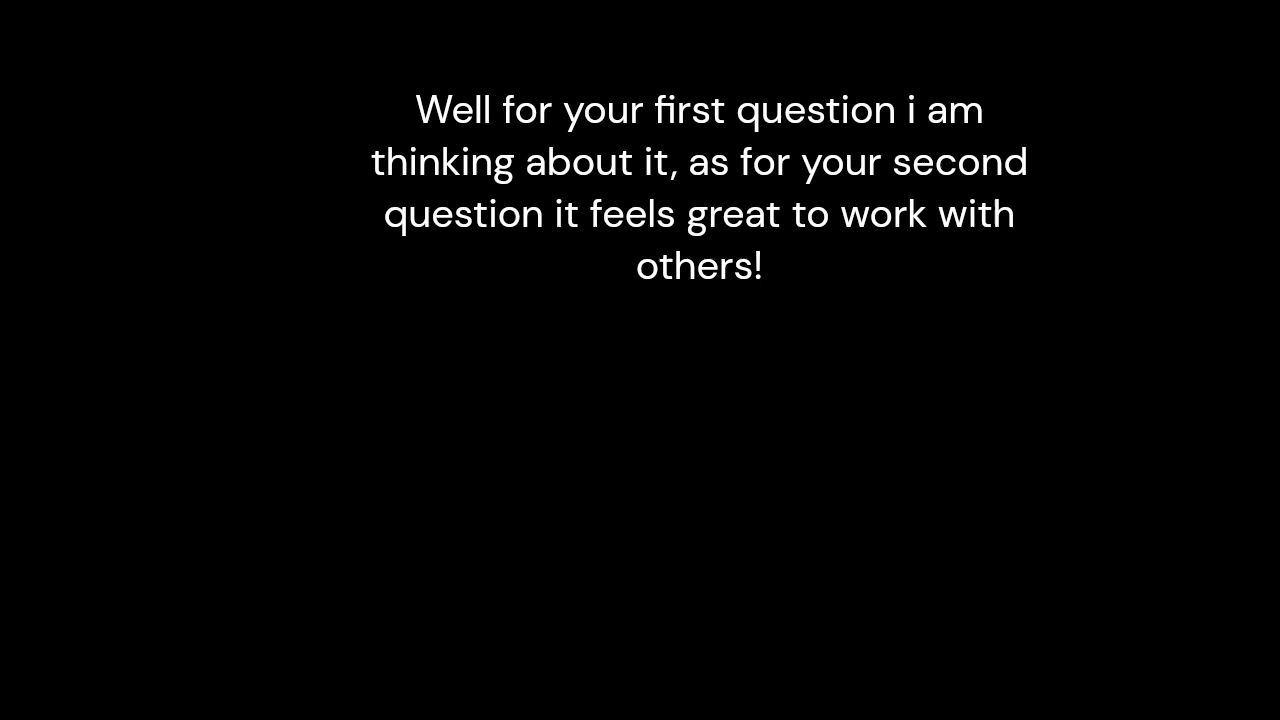 Well for your first question i am
thinking about it, as for your second
question it feels great to work with
others!